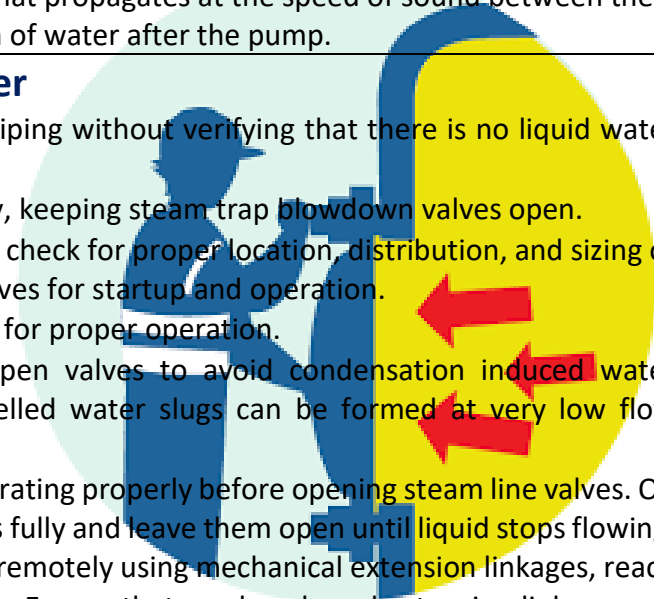 hat propagates at the speed of sound between the
of water after the pump.
er
iping without verifying that there is no liquid wate
, keeping steam trap blowdown valves open.
check for proper location, distribution, and sizing
ves for startup and operation.
for proper operation.
pen valves to avoid condensation induced wate
elled water slugs can be formed at very low flo
rating properly before opening steam line valves. O
s fully and leave them open until liquid stops flowing
remotely using mechanical extension linkages, read